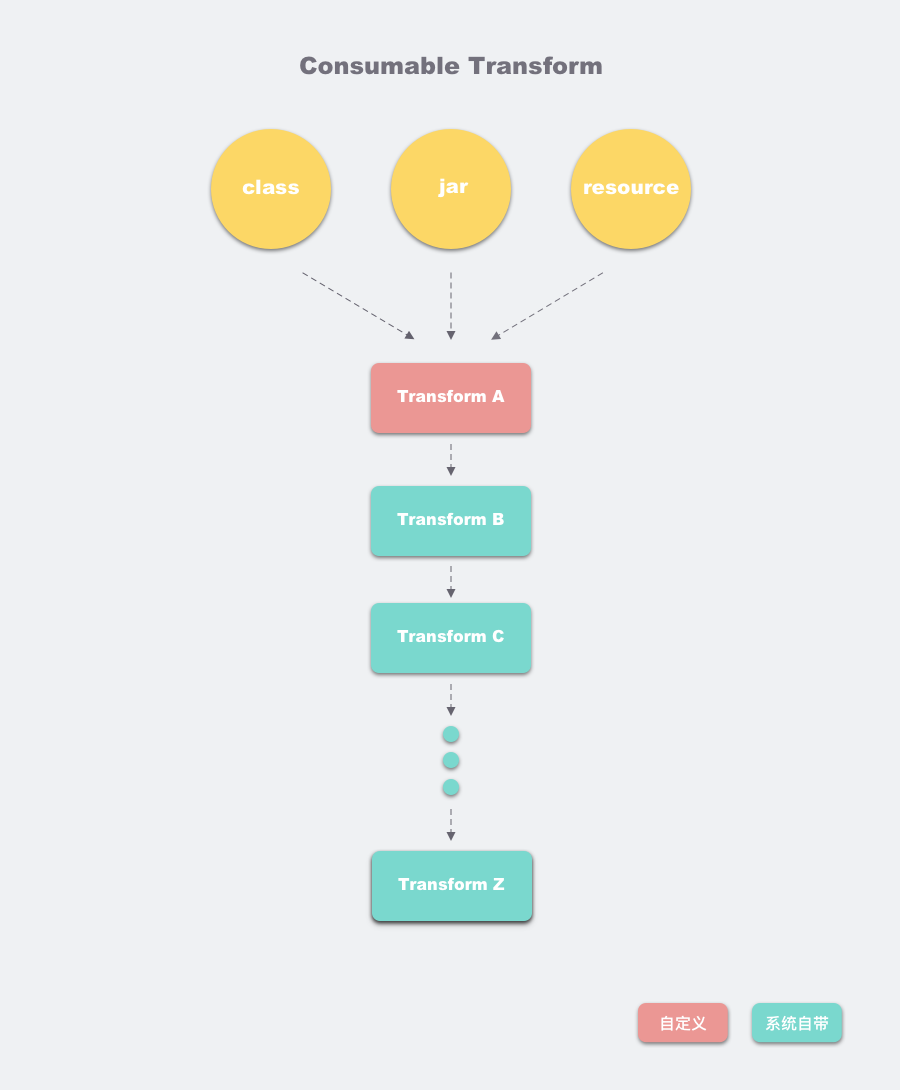 Consumable Transform
class
jar
resource
Transform A
Transform B
Transform C
Transform Z
自定义
系统自带